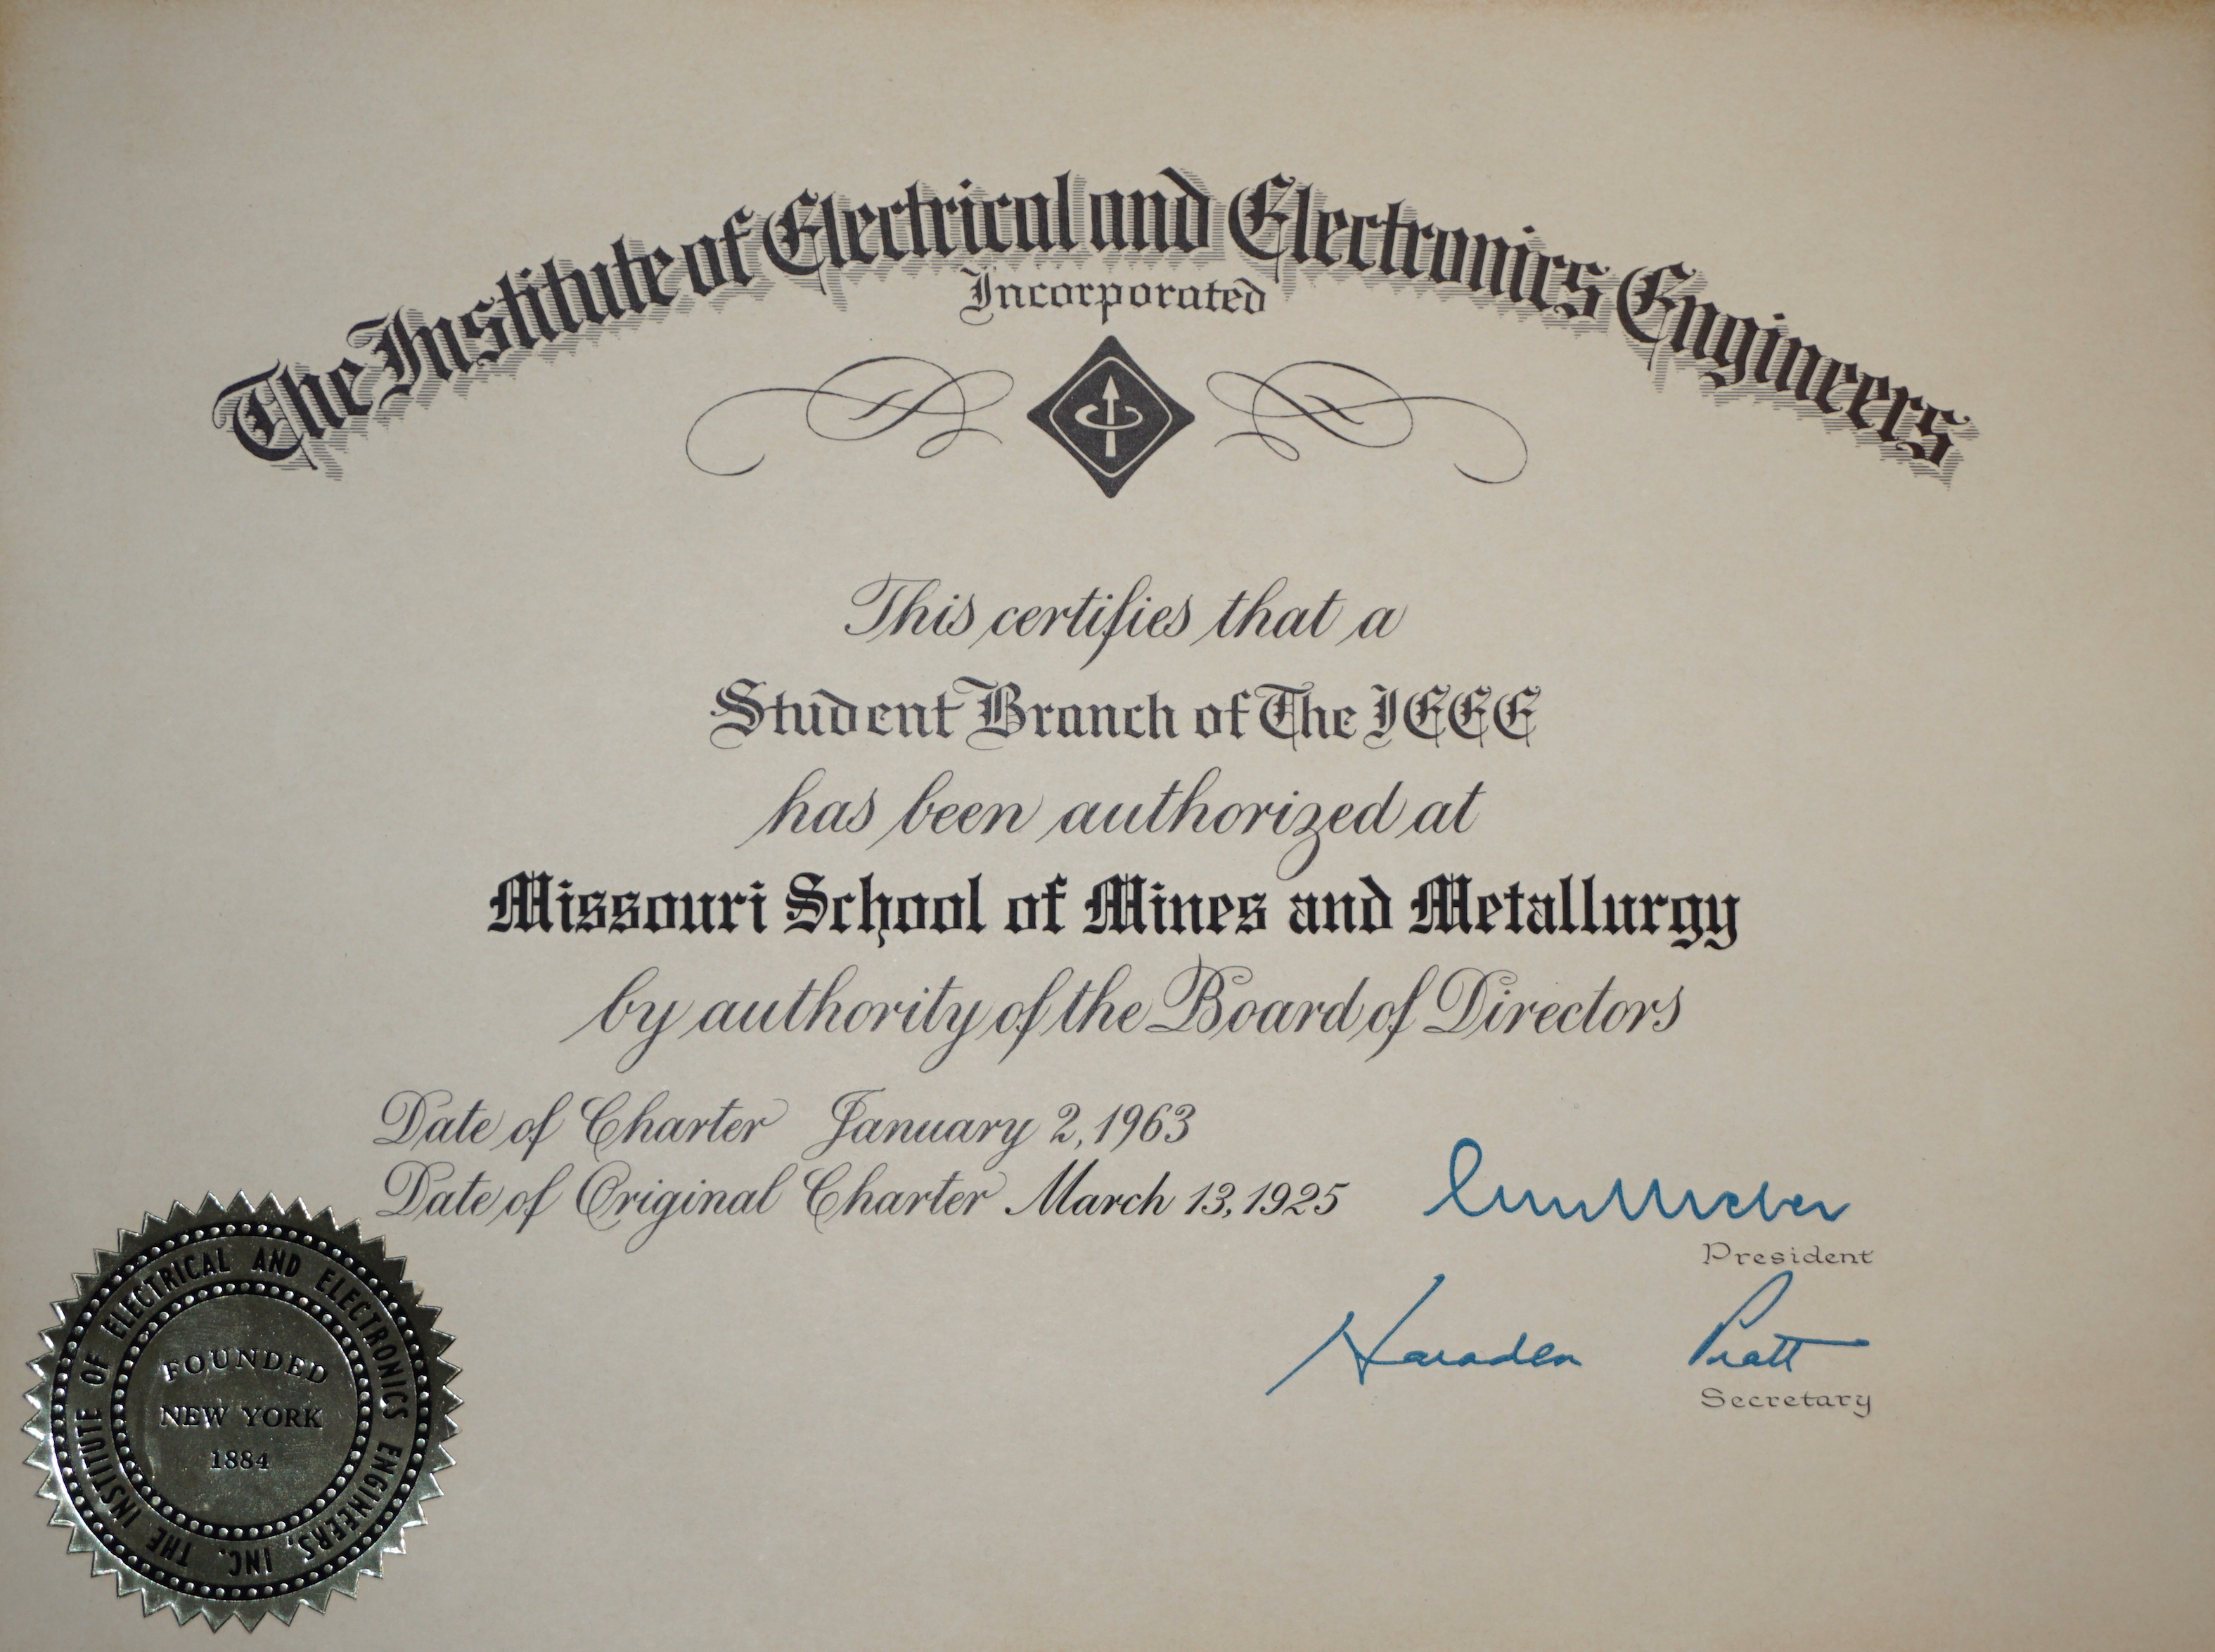 The Institute of Electrical and Electronics Engineers
Incorporated
This certifies that a
Student Branch of The IEEE
has been authorized at
Missouri School of Mines and Metallurgy
by authority of the Board of Directors
Date of Charter January 2, 1963
Date of Original Charter March 13, 1925
Weber
President
Haraden Pratt
Secretary
THE INSTITUTE OF ELECTRICAL AND ELECTRONICS ENGINEERS, INC.
FOUNDED
NEW YORK
1884